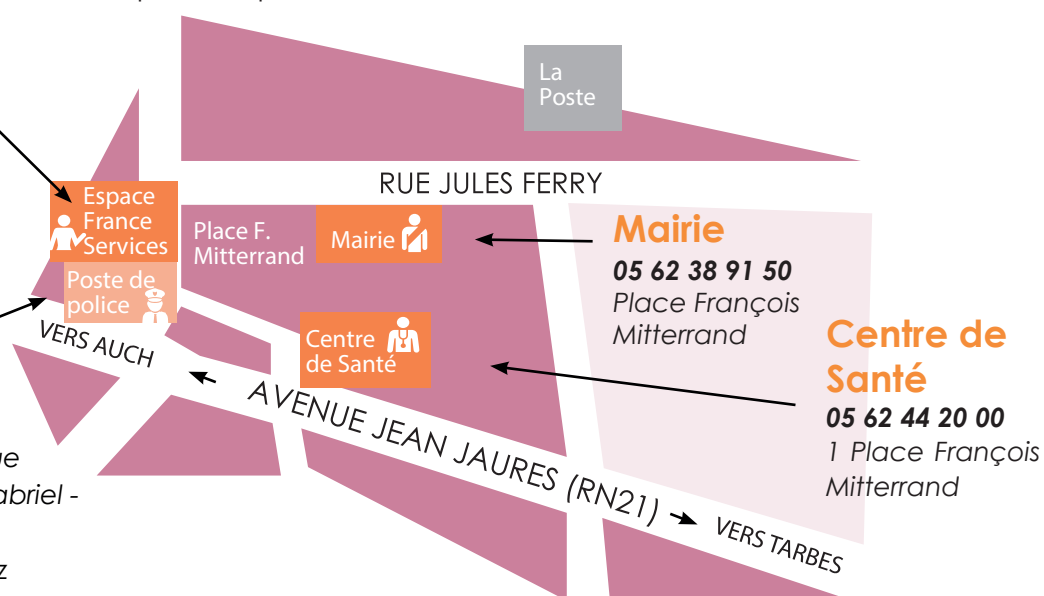 La
Poste
RUE JULES FERRY
Espace
France
Services
Place F.
Mitterrand
Mairie
Mairie
05 62 38 91 50
Place François
Mitterrand
Poste de
police
VERS AUCH
Centre
de Santé
Centre de
Santé
05 62 44 20 00
1 Place François
Mitterrand
AVENUE JEAN JAURES (RN21)
VERS TARBES
abriel -